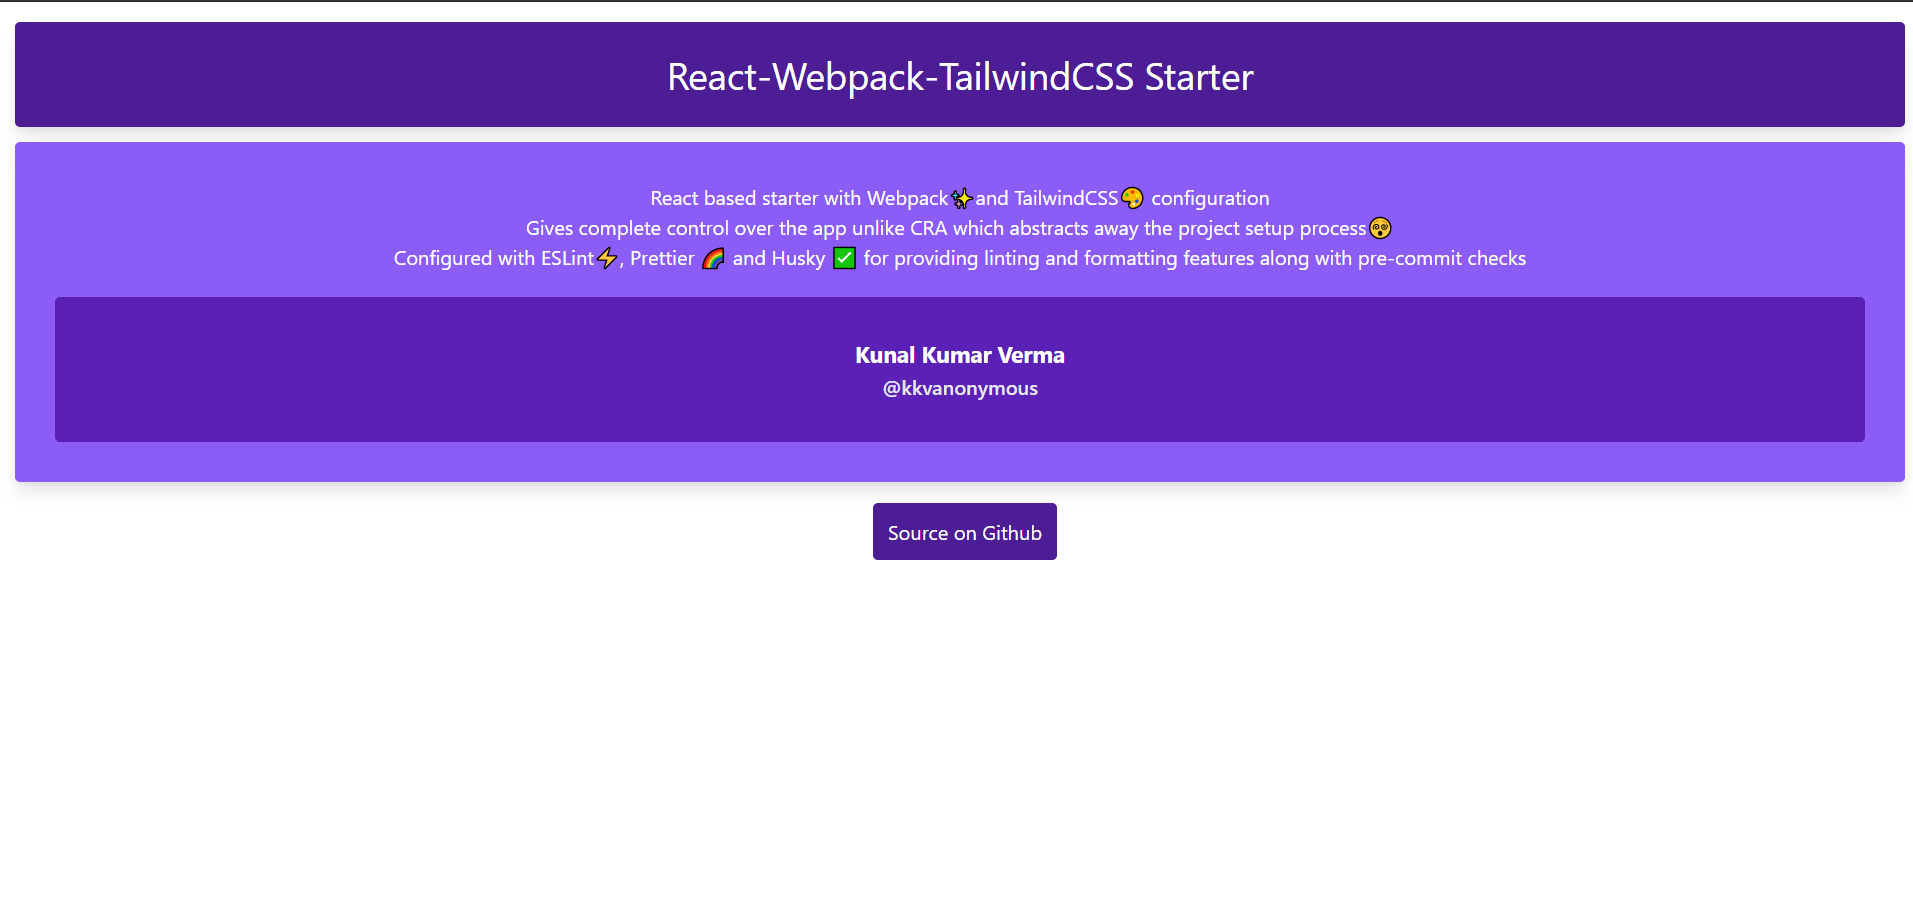 React-Webpack-TailwindCSS Starter
React based starter with Webpack✨and TailwindCSS🎨 configuration
Gives complete control over the app unlike CRA which abstracts away the project setup process😵
Configured with ESLint⚡, Prettier 🌈 and Husky ✅ for providing linting and formatting features along with pre-commit checks
Kunal Kumar Verma
@kkvanonymous
Source on Github